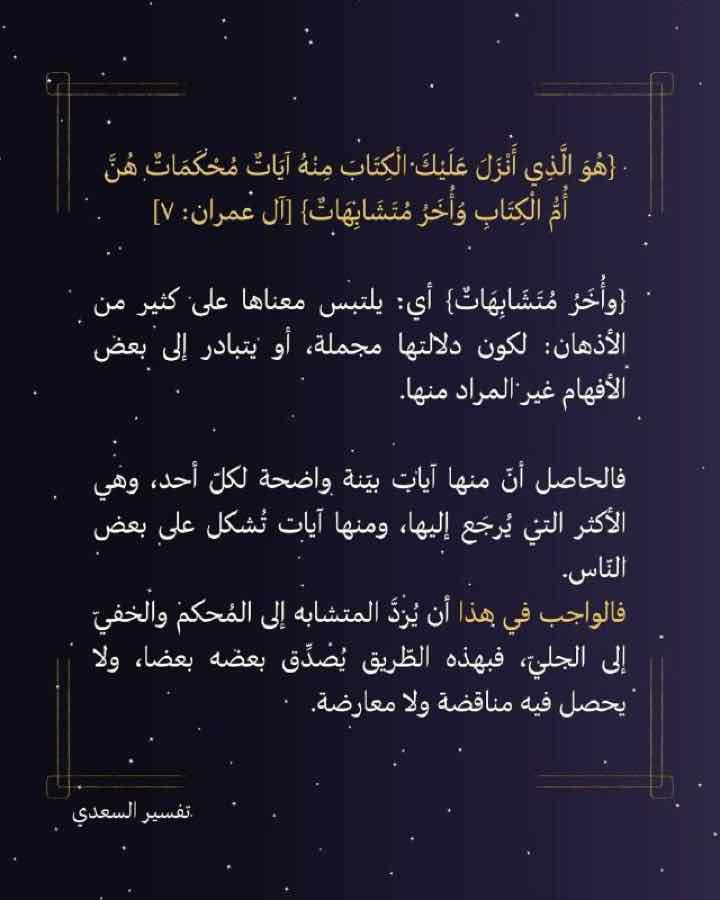 {هُوَ الَّذِي أَنْزَلَ عَلَيْكَ الْكِتَابَ مِنْهُ آيَاتٌ مُحْكَمَاتٌ هُنَّ
أُمُّ الْكِتَابِ وَأُخَرُ مُتَشَابِهَاتٌ} [آل عمران: ٧]
{وأُخَرُ مُتَشَابِهَاتٌ} أي: يلتبس معناها على كثير من
الأذهان: لكون دلالتها مجملة، أو يتبادر إلى بعض
الأفهام غير المراد منها.
فالحاصل أنّ منها آيات بيّنة واضحة لكلّ أحد، وهي
الأكثر التي يُرجَع إليها، ومنها آيات تُشكل على بعض
النّاس.
فالواجب في هذا أن يُرَدَّ المتشابه إلى المُحكم والخفيّ
إلى الجليّ، فبهذه الطّريق يُصدِّق بعضه بعضا، ولا
يحصل فيه مناقضة ولا معارضة.
تفسير السعدي